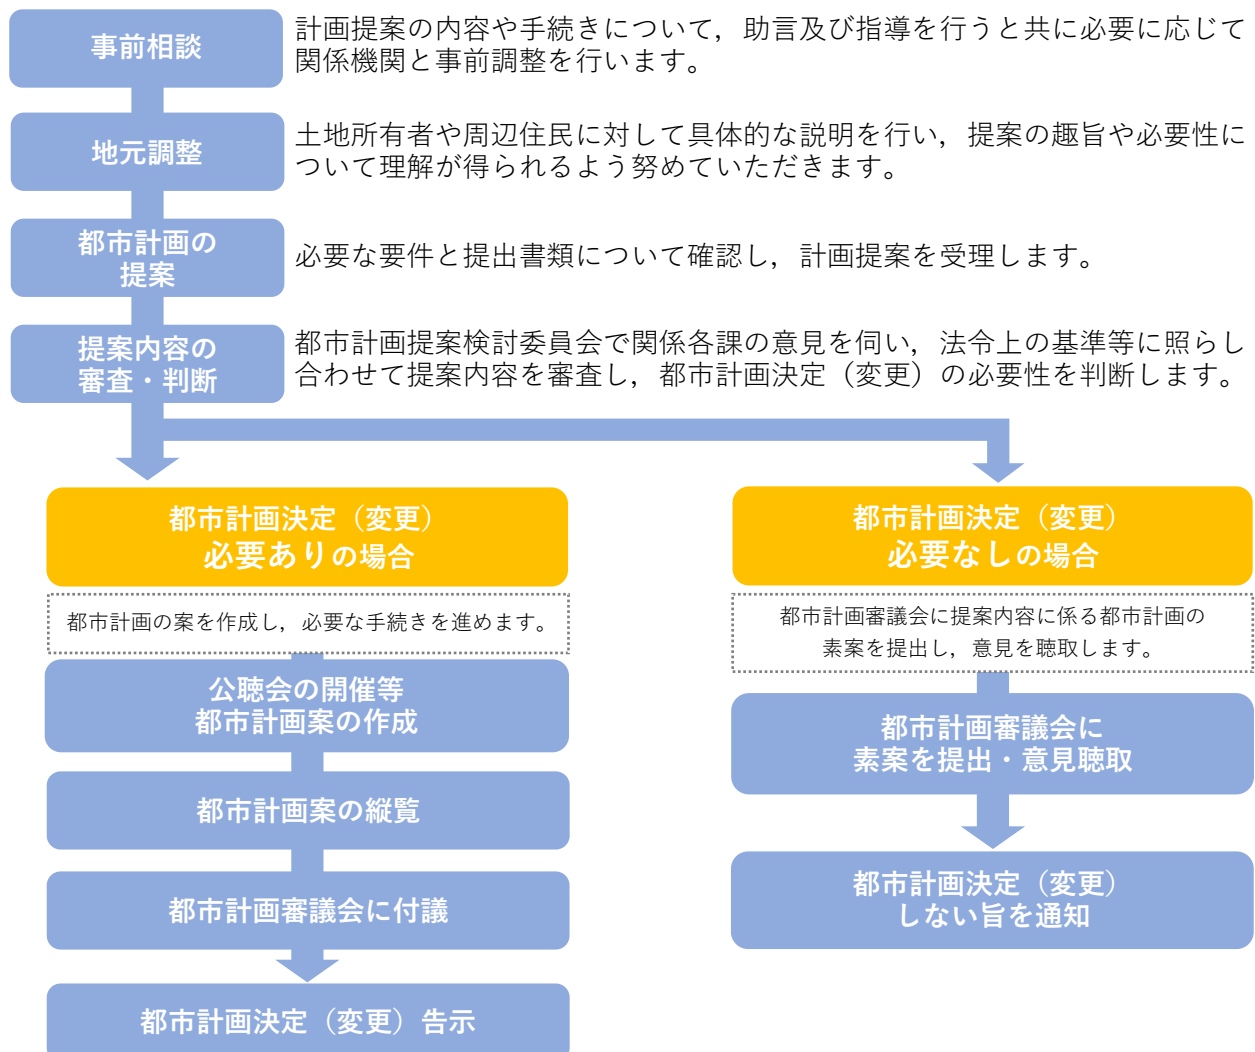 事前相談
計画提案の内容や手続きについて，助言及び指導を行うと共に必要に応じて
関係機関と事前調整を行います。
地元調整
土地所有者や周辺住民に対して具体的な説明を行い，提案の趣旨や必要性に
ついて理解が得られるよう努めていただきます。
都市計画の
提案
必要な要件と提出書類について確認し，計画提案を受理します。
提案内容の
審査・判断
都市計画提案検討委員会で関係各課の意見を伺い，法令上の基準等に照らし
合わせて提案内容を審査し，都市計画決定（変更）の必要性を判断します。
都市計画決定（変更）
必要ありの場合
都市計画の案を作成し，必要な手続きを進めます。
公聴会の開催等
都市計画案の作成
都市計画案の縦覧
都市計画審議会に付議
都市計画決定（変更）告示
都市計画決定（変更）
必要なしの場合
都市計画審議会に提案内容に係る都市計画の
素案を提出し，意見を聴取します。
都市計画審議会に
素案を提出・意見聴取
都市計画決定（変更）
しない旨を通知